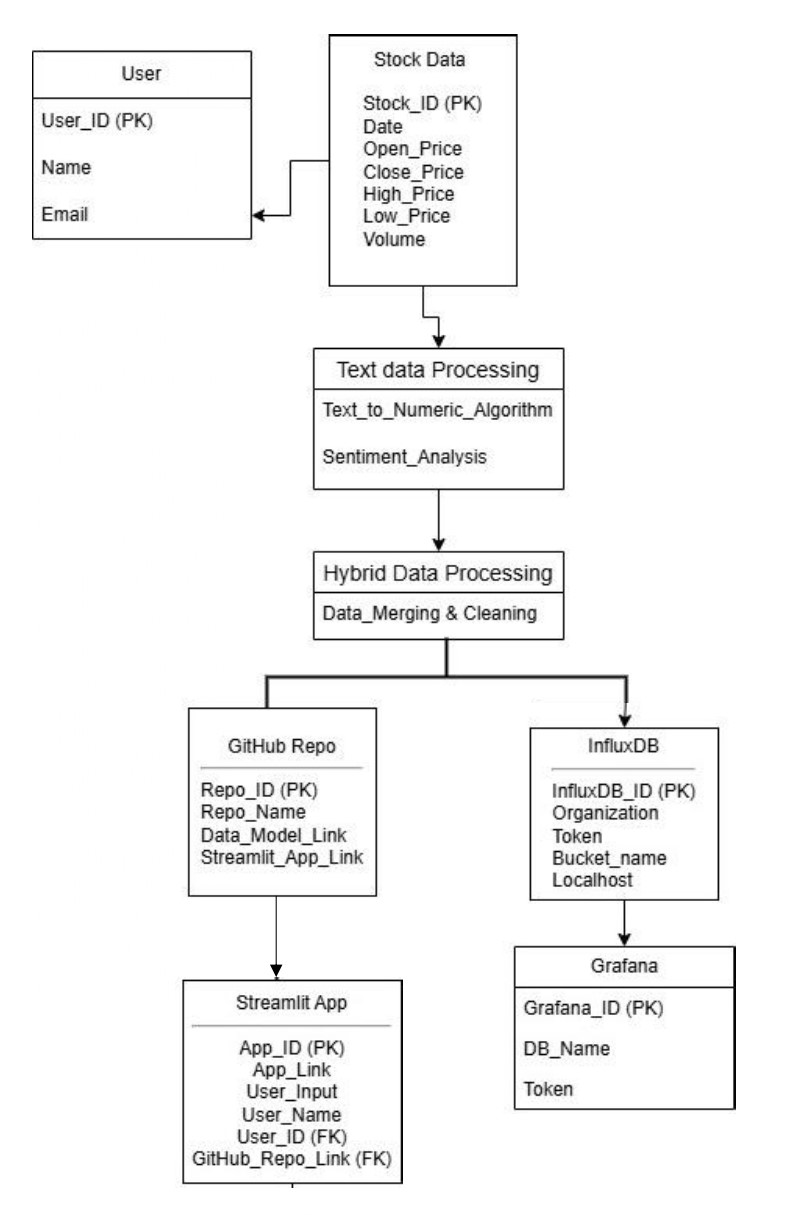 User
User_ID (PK)
Name
Email
Stock Data
Stock_ID (PK)
Date
Open_Price
Close_Price
High_Price
Low_Price
Volume
Text data Processing
Text_to_Numeric_Algorithm
Sentiment_Analysis
Hybrid Data Processing
Data_Merging & Cleaning
GitHub Repo
Repo_ID (PK)
Repo_Name
Data_Model_Link
Streamlit_App_Link
InfluxDB
InfluxDB_ID (PK)
Organization
Token
Bucket_name
Localhost
Streamlit App
App_ID (PK)
App_Link
User_Input
User_Name
User_ID (FK)
GitHub_Repo_Link (FK)
Grafana
Grafana_ID (PK)
DB_Name
Token